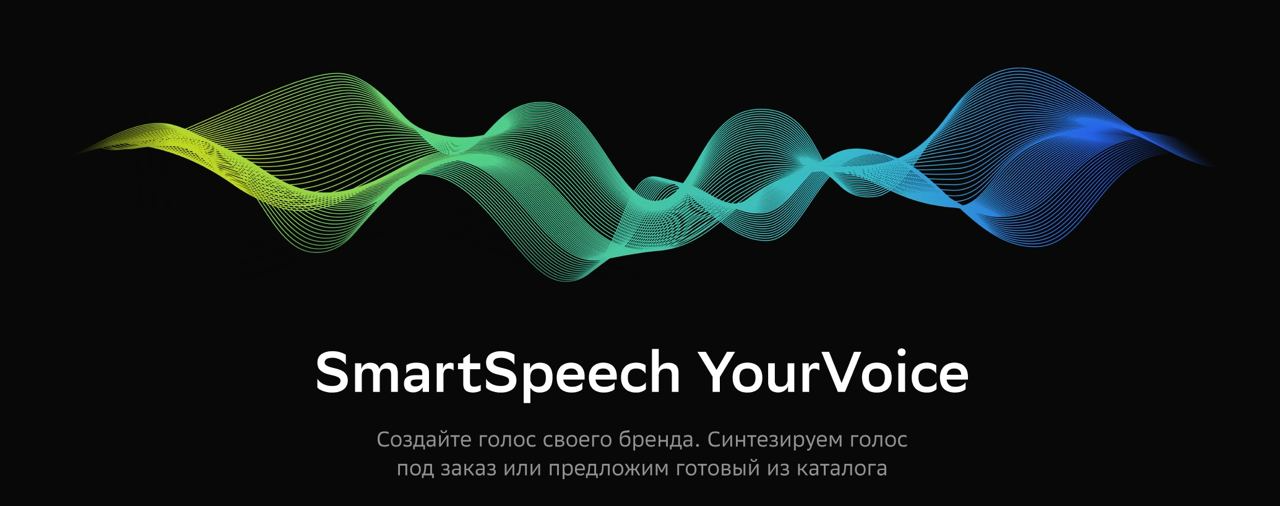 SmartSpeech YourVoice
Создайте голос своего бренда. Синтезируем голос
под заказ или предложим готовый из каталога